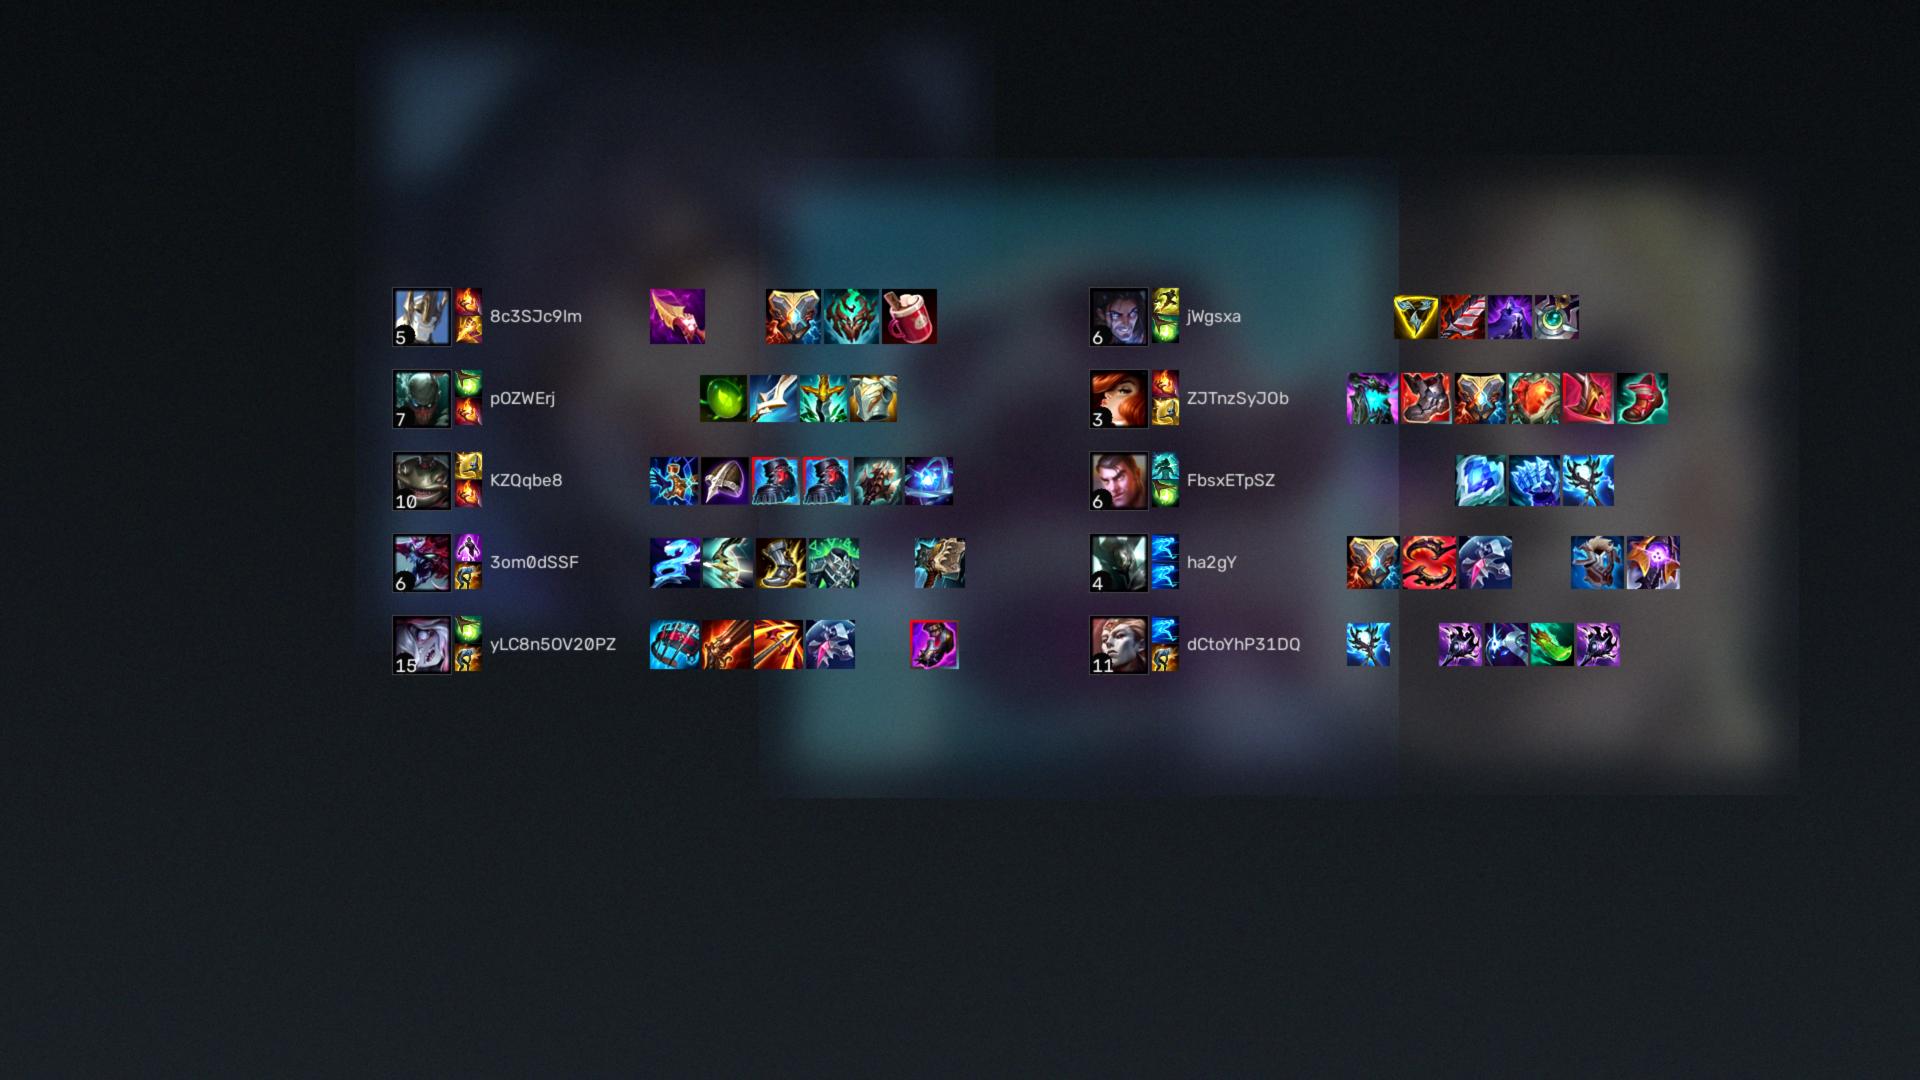 5 8c3SJc9lm
7 pOZWErj
10 KZQqbe8
6 3om0dSSF
15 yLC8n5OV20PZ
6 jWgsxa
3 ZJTnzSyJOb
6 FbsxETpSZ
4 ha2gY
11 dCtoYhP31DQ